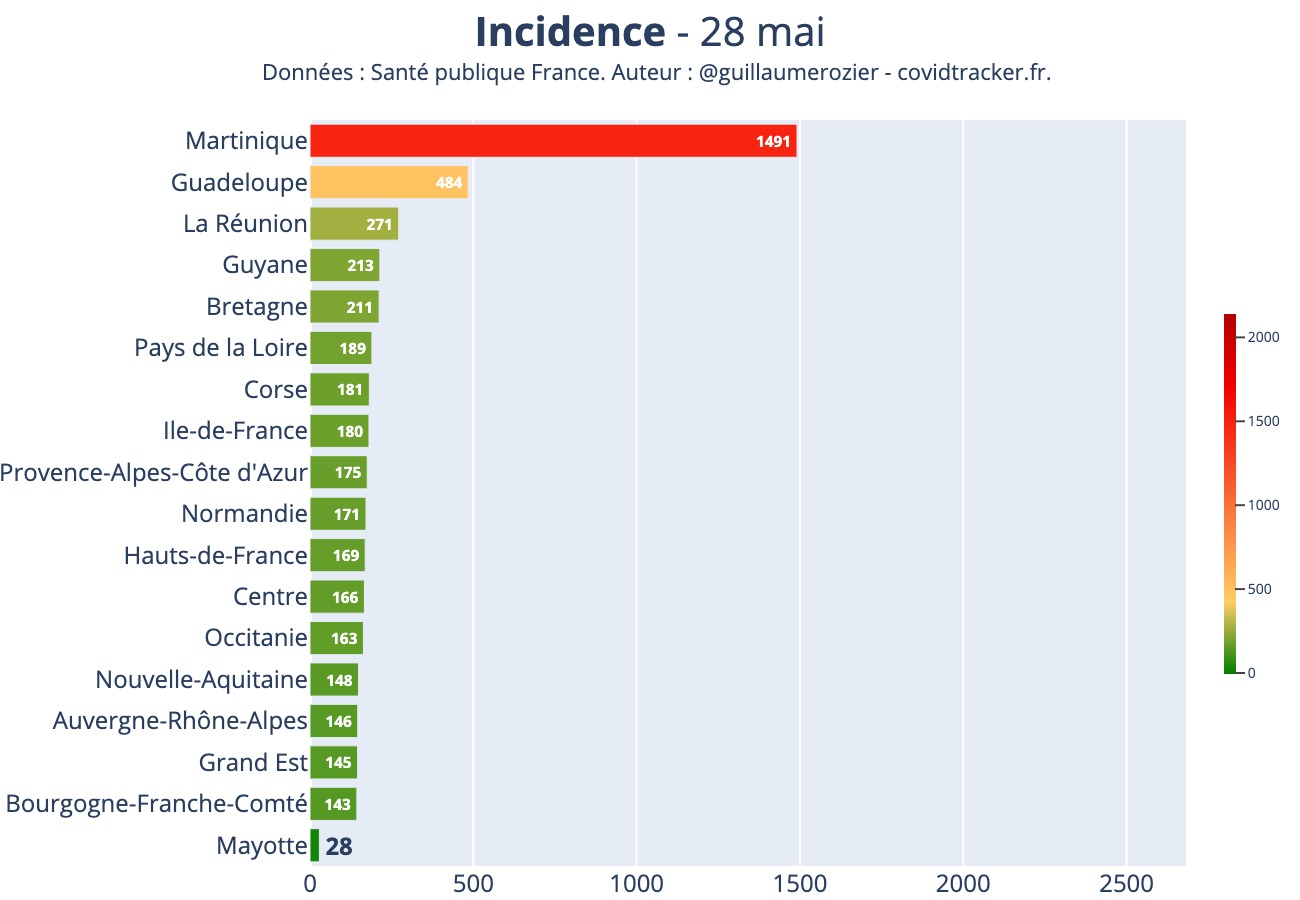 Incidence - 28 mai
Données : Santé publique France. Auteur : @guillaumerozier - covidtracker.fr.
Martinique 1491
Guadeloupe 484
La Réunion 271
Guyane 213
Bretagne 211
Pays de la Loire 189
Corse 181
Ile-de-France 180
Provence-Alpes-Côte d'Azur 175
Normandie 171
Hauts-de-France 169
Centre 166
Occitanie 163
Nouvelle-Aquitaine 148
Auvergne-Rhône-Alpes 146
Grand Est 145
Bourgogne-Franche-Comté 143
Mayotte 28
0 500 1000 1500 2000 2500
2000
1500
1000
500
0